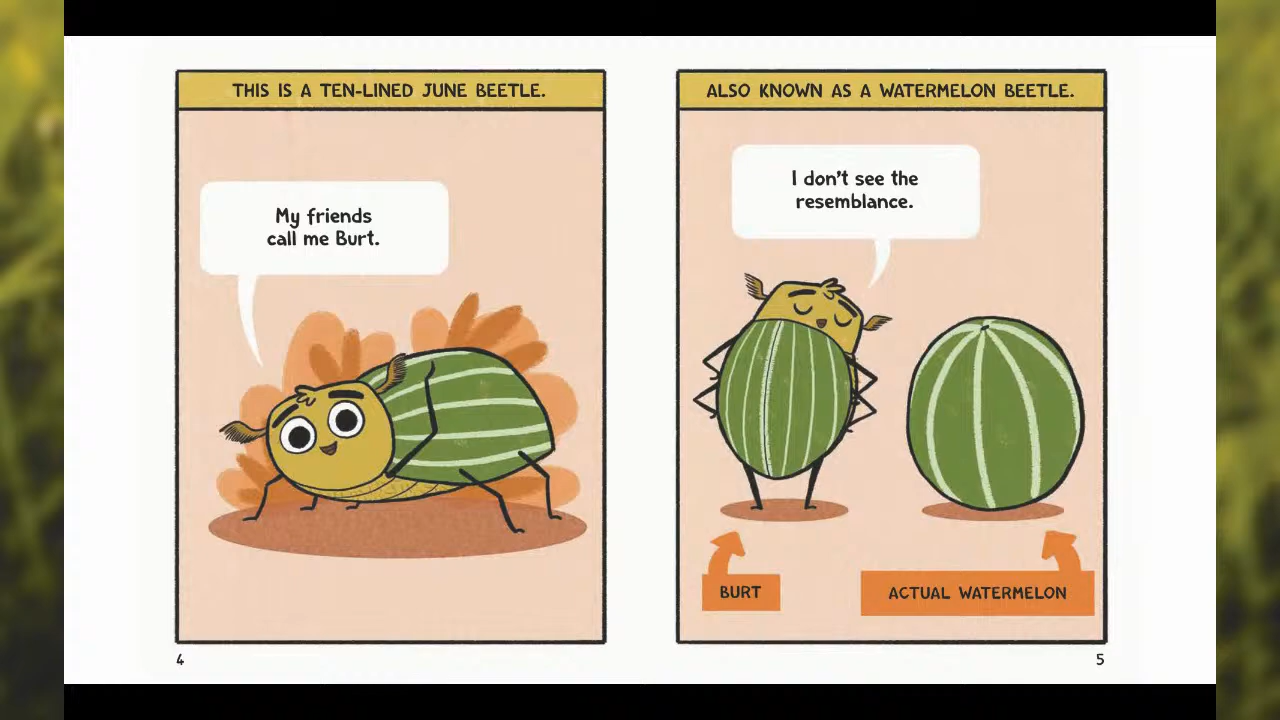 THIS IS A TEN-LINED JUNE BEETLE.
My friends
call me Burt.
4
ALSO KNOWN AS A WATERMELON BEETLE.
I don't see the
resemblance.
BURT
ACTUAL WATERMELON
5